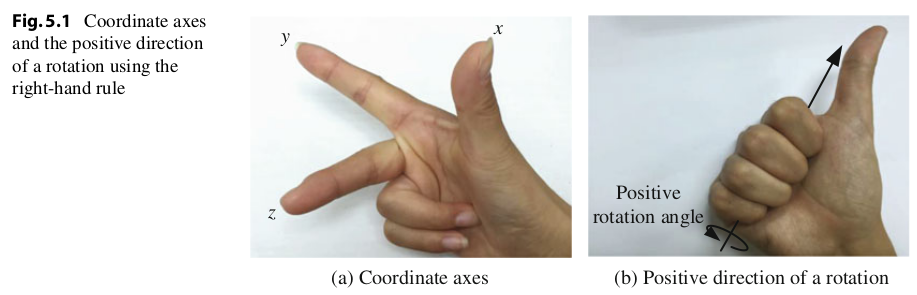 Fig. 5.1 Coordinate axes
and the positive direction
of a rotation using the
right-hand rule
y
x
z
Positive
rotation angle
(a) Coordinate axes
(b) Positive direction of a rotation